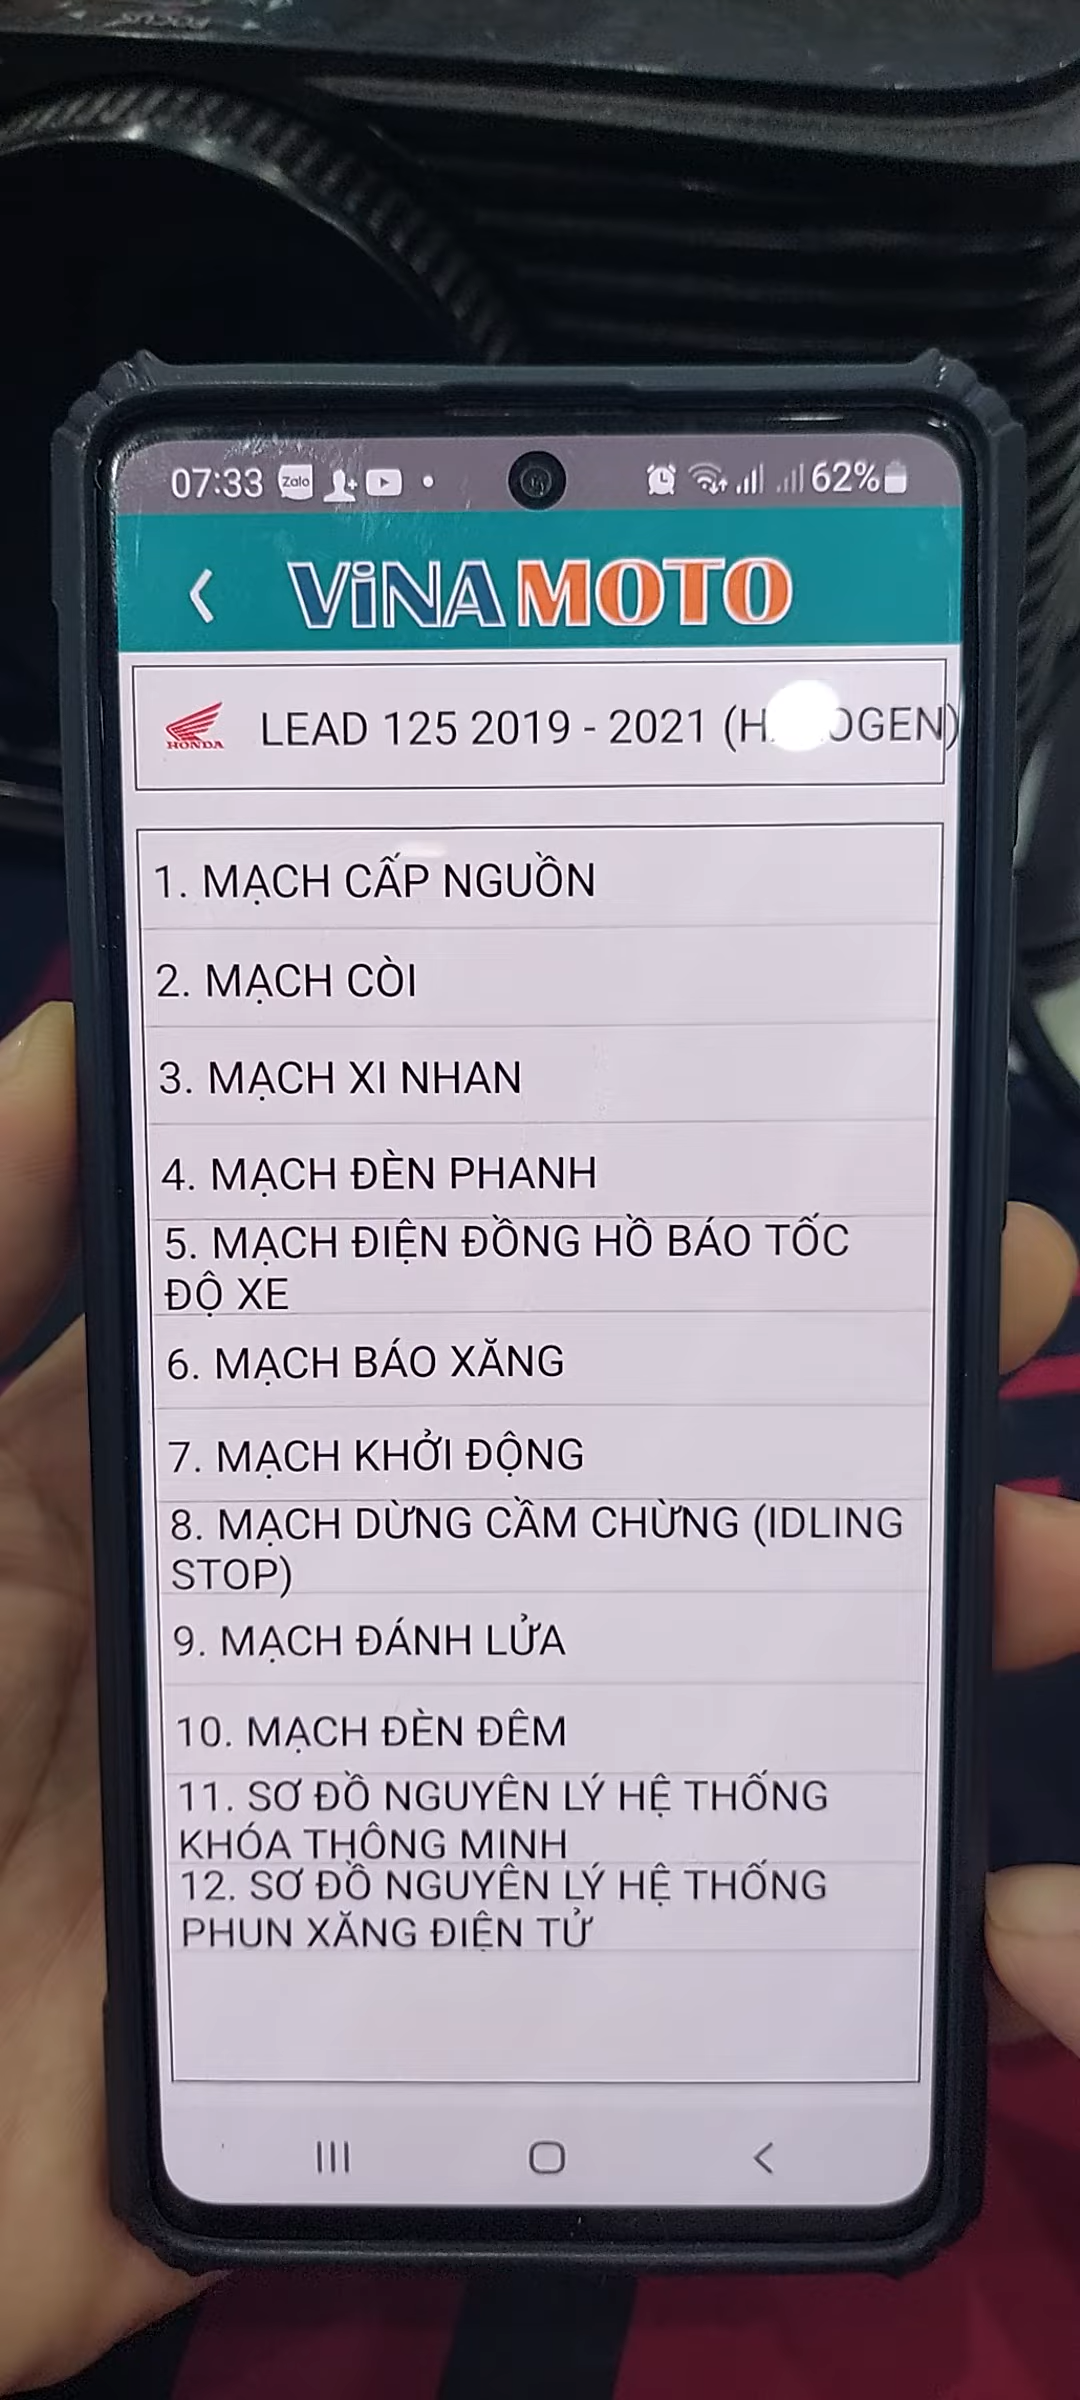 FOCUS
07:33 Zalo 62%
ViNA MOTO
HONDA LEAD 125 2019 - 2021
1. MẠCH CẤP NGUỒN
2. MẠCH CÒI
3. MẠCH XI NHAN
4. MẠCH ĐÈN PHANH
5. MẠCH ĐIỆN ĐỒNG HỒ BÁO TỐC
ĐỘ XE
6. MẠCH BÁO XĂNG
7. MẠCH KHỞI ĐỘNG
8. MẠCH DỪNG CẦM CHỪNG (IDLING
STOP)
9. MẠCH ĐÁNH LỬA
10. MẠCH ĐÈN ĐÊM
11. SƠ ĐỒ NGUYÊN LÝ HỆ THỐNG
KHÓA THÔNG MINH
12. SƠ ĐỒ NGUYÊN LÝ HỆ THỐNG
PHUN XĂNG ĐIỆN TỬ